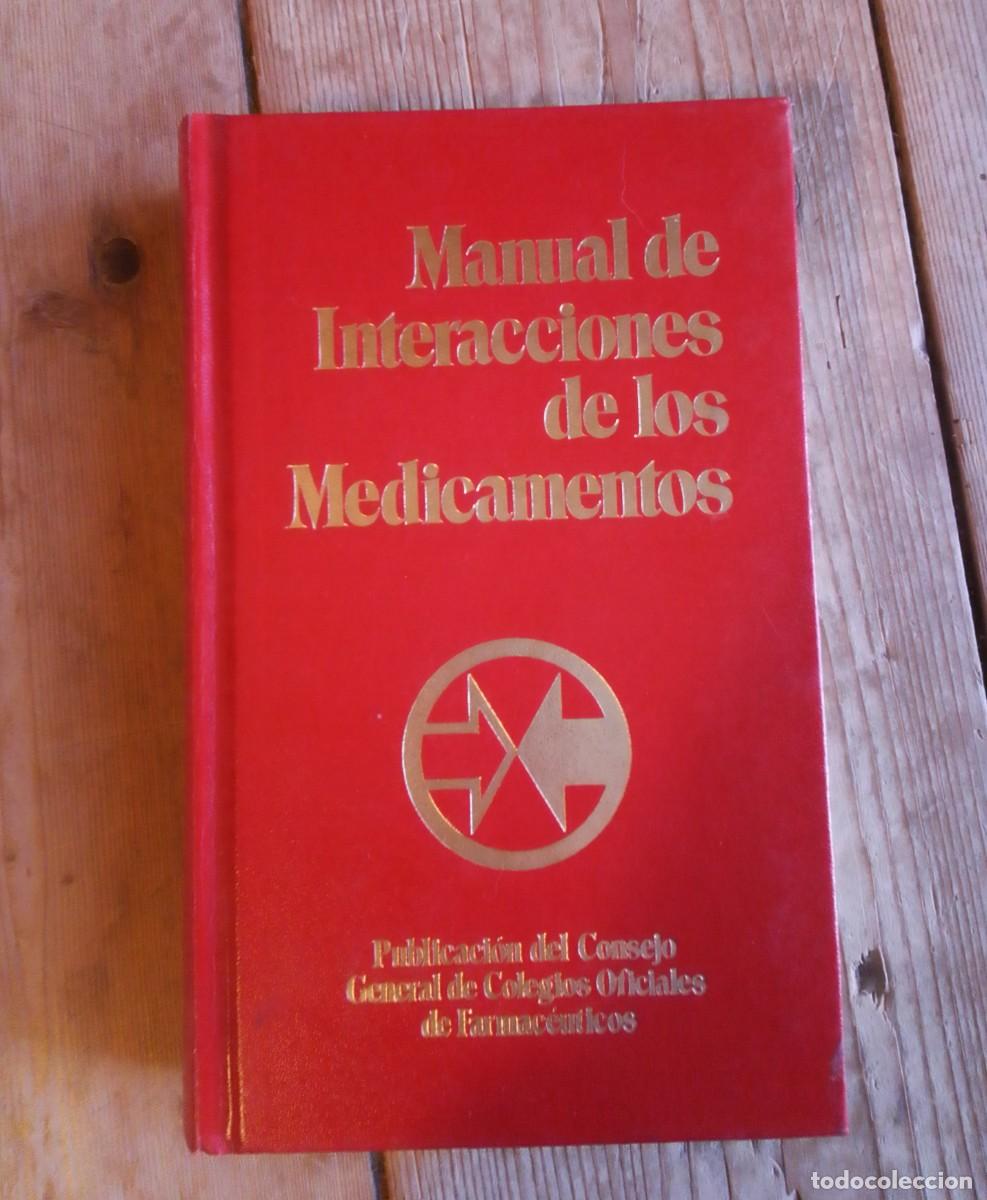 Manual de
Interacciones
de los
Medicamentos
Publicación del Consejo
General de Colegios Oficiales
de Farmacéuticos
todocoleccion